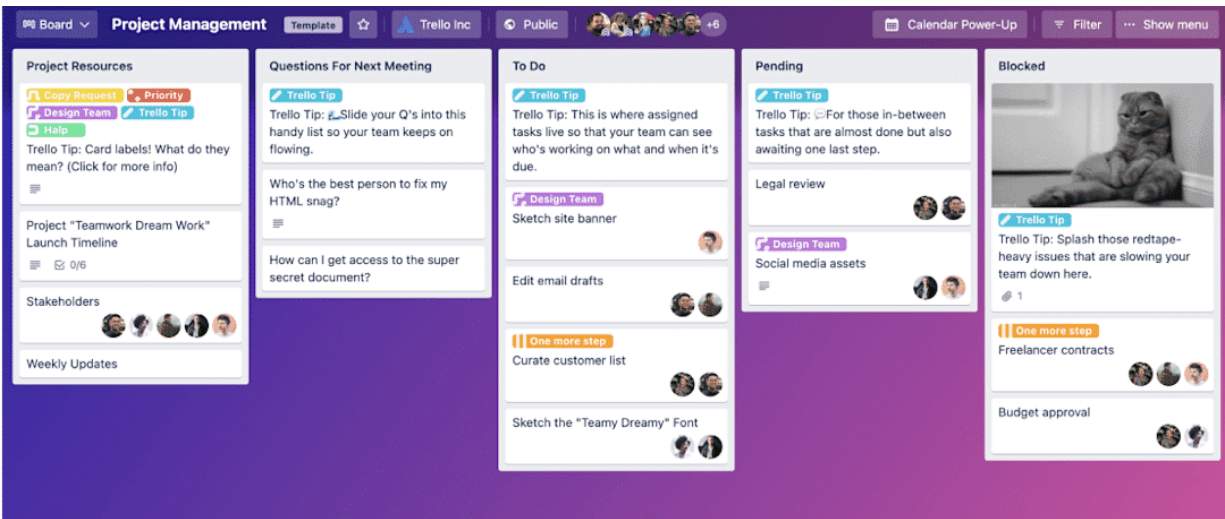 Board
Project Management
Template
Trello Inc
Public
+6
Calendar Power-Up
Filter
Show menu
Project Resources
Copy Request
Priority
Design Team
Trello Tip
Halp
Trello Tip: Card labels! What do they
mean? (Click for more info)
Project "Teamwork Dream Work"
Launch Timeline
0/6
Stakeholders
Weekly Updates
Questions For Next Meeting
Trello Tip
Trello Tip: Slide your Q's into this
handy list so your team keeps on
flowing.
Who's the best person to fix my
HTML snag?
How can I get access to the super
secret document?
To Do
Trello Tip
Trello Tip: This is where assigned
tasks live so that your team can see
who's working on what and when it's
due.
Design Team
Sketch site banner
Edit email drafts
One more step
Curate customer list
Sketch the "Teamy Dreamy" Font
Pending
Trello Tip
Trello Tip: 💬For those in-between
tasks that are almost done but also
awaiting one last step.
Legal review
Design Team
Social media assets
Blocked
Trello Tip
Trello Tip: Splash those redtape-
heavy issues that are slowing your
team down here.
1
One more step
Freelancer contracts
Budget approval